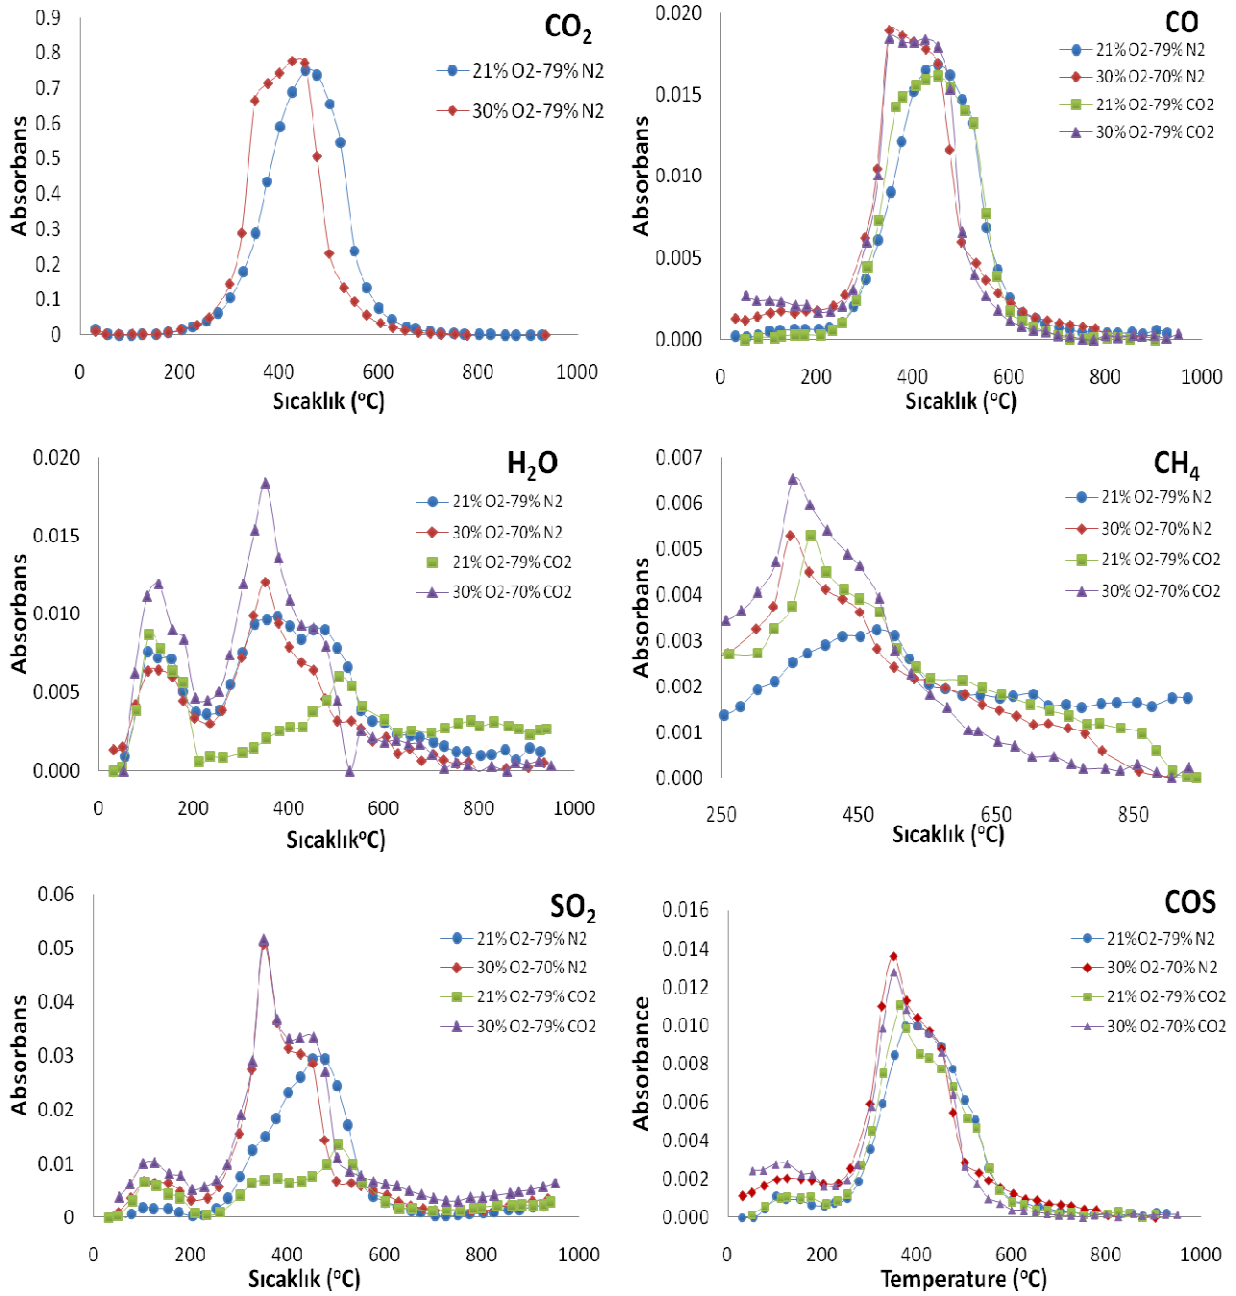 CO2
0.9
0.8
0.7
0.6
0.5
0.4
0.3
0.2
0.1
0
Absorbans
21% O2-79% N2
30% O2-79% N2
0 200 400 600 800 1000
Sıcaklık (°C)
CO
0.020
0.015
0.010
0.005
0.000
Absorbans
21% O2-79% N2
30% O2-70% N2
21% O2-79% CO2
30% O2-79% CO2
0 200 400 600 800 1000
Sıcaklık (°C)
H2O
0.020
0.015
0.010
0.005
0.000
Absorbans
21% O2-79% N2
30% O2-70% N2
21% O2-79% CO2
30% O2-70% CO2
0 200 400 600 800 1000
Sıcaklık°C)
CH4
0.007
0.006
0.005
0.004
0.003
0.002
0.001
0.000
Absorbans
21% O2-79% N2
30% O2-70% N2
21% O2-79% CO2
30% O2-70% CO2
250 450 650 850
Sıcaklık (°C)
SO2
0.06
0.05
0.04
0.03
0.02
0.01
0
Absorbans
21% O2-79% N2
30% O2-70% N2
21% O2-79% CO2
30% O2-79% CO2
0 200 400 600 800 1000
Sıcaklık (°C)
COS
0.016
0.014
0.012
0.010
0.008
0.006
0.004
0.002
0.000
Absorbance
21%O2-79% N2
30% O2-70% N2
21% O2-79% CO2
30% O2-70% CO2
0 200 400 600 800 1000
Temperature (°C)